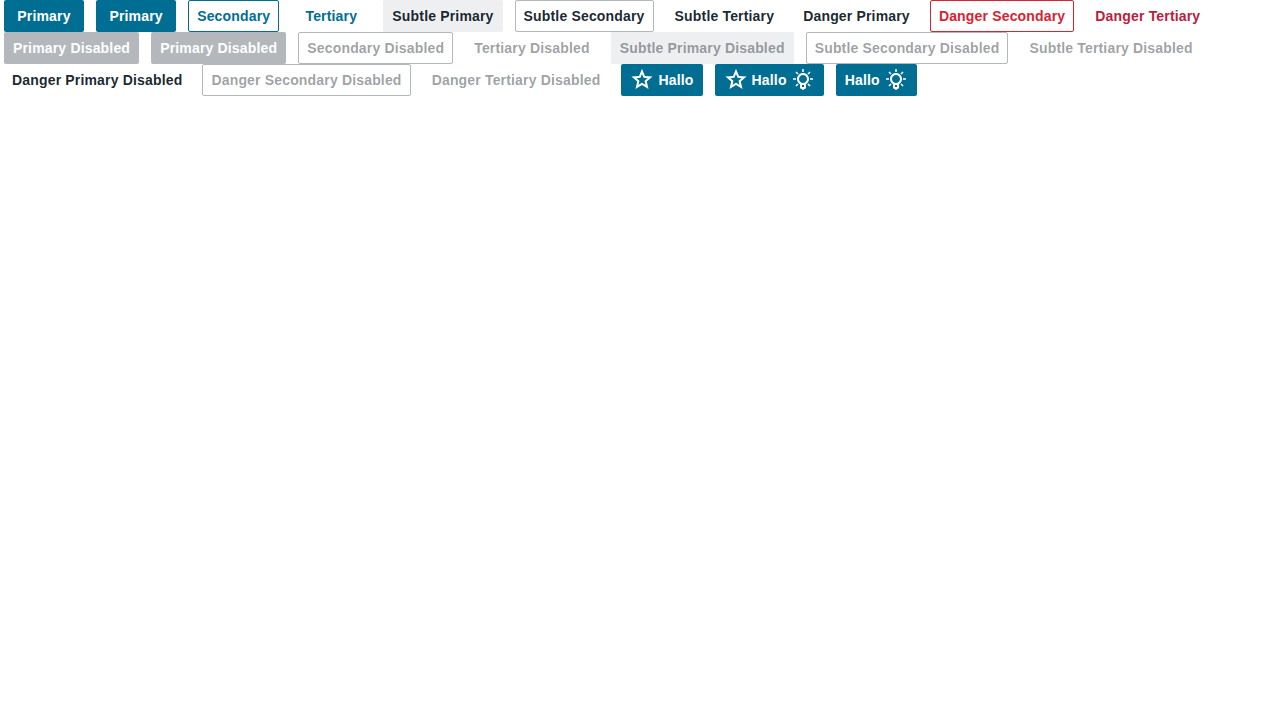 Primary Primary Secondary Tertiary Subtle Primary Subtle Secondary Subtle Tertiary Danger Primary Danger Secondary Danger Tertiary
Primary Disabled Primary Disabled Secondary Disabled Tertiary Disabled Subtle Primary Disabled Subtle Secondary Disabled Subtle Tertiary Disabled
Danger Primary Disabled Danger Secondary Disabled Danger Tertiary Disabled Hallo Hallo Hallo